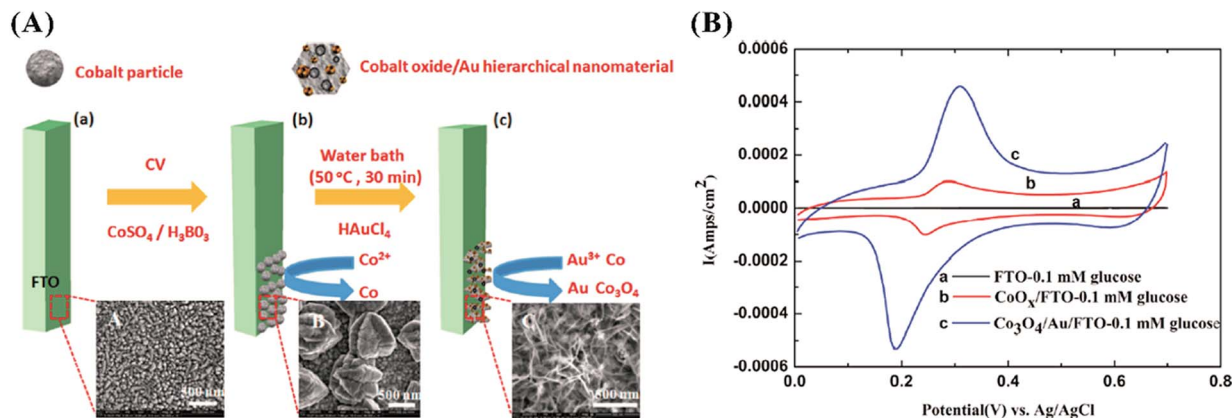 (A)
Cobalt particle
Cobalt oxide/Au hierarchical nanomaterial
(a)
CV
CoSO₄ / H₃BO₃
FTO
A
500 nm
(b)
Water bath
(50 °C , 30 min)
HAuCl₄
Co²⁺
Co
B
500 nm
(c)
Au³⁺ Co
Au Co₃O₄
500 nm
(B)
I(Amps/cm²)
0.0006
0.0004
0.0002
0.0000
-0.0002
-0.0004
-0.0006
c
b
a
a FTO-0.1 mM glucose
b CoOₓ/FTO-0.1 mM glucose
c Co₃O₄/Au/FTO-0.1 mM glucose
0.0 0.2 0.4 0.6 0.8
Potential(V) vs. Ag/AgCl